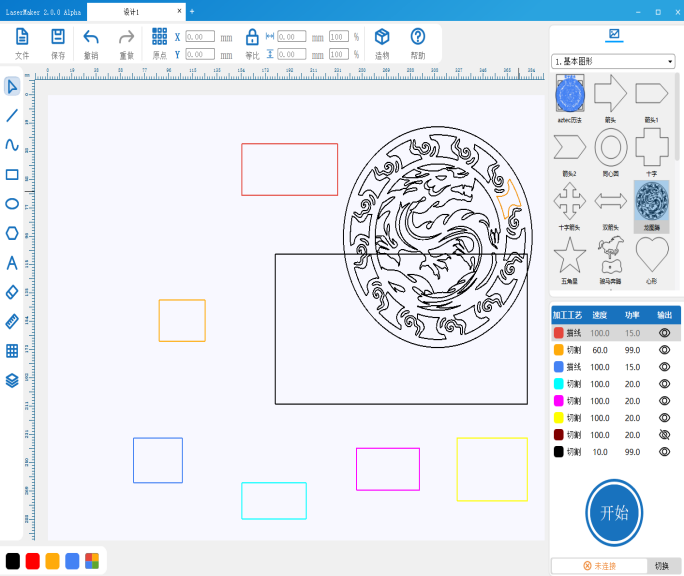 LaserMaker 2.0.0 Alpha
设计1
×
+
文件
保存
撤销
重做
原点
X 0.00 mm
Y 0.00 mm
等比
0.00 mm 100 %
0.00 mm 100 %
造物
帮助
1.基本图形
aztec历法
箭头
箭头1
箭头2
同心圆
十字
十字箭头
双箭头
龙图腾
五角星
骏马奔腾
心形
加工工艺 速度 功率 输出
描线 100.0 15.0
切割 60.0 99.0
描线 100.0 15.0
切割 100.0 20.0
切割 100.0 20.0
切割 100.0 20.0
切割 100.0 20.0
切割 10.0 99.0
开始
未连接
切换